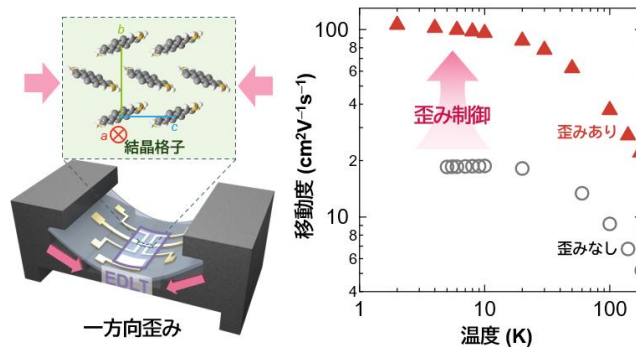 b
a
c
結晶格子
EDLT
一方向歪み
移動度 (cm²V⁻¹s⁻¹)
100
8
6
4
2
10
8
6
4
歪み制御
歪みあり
歪みなし
1
10
100
温度 (K)